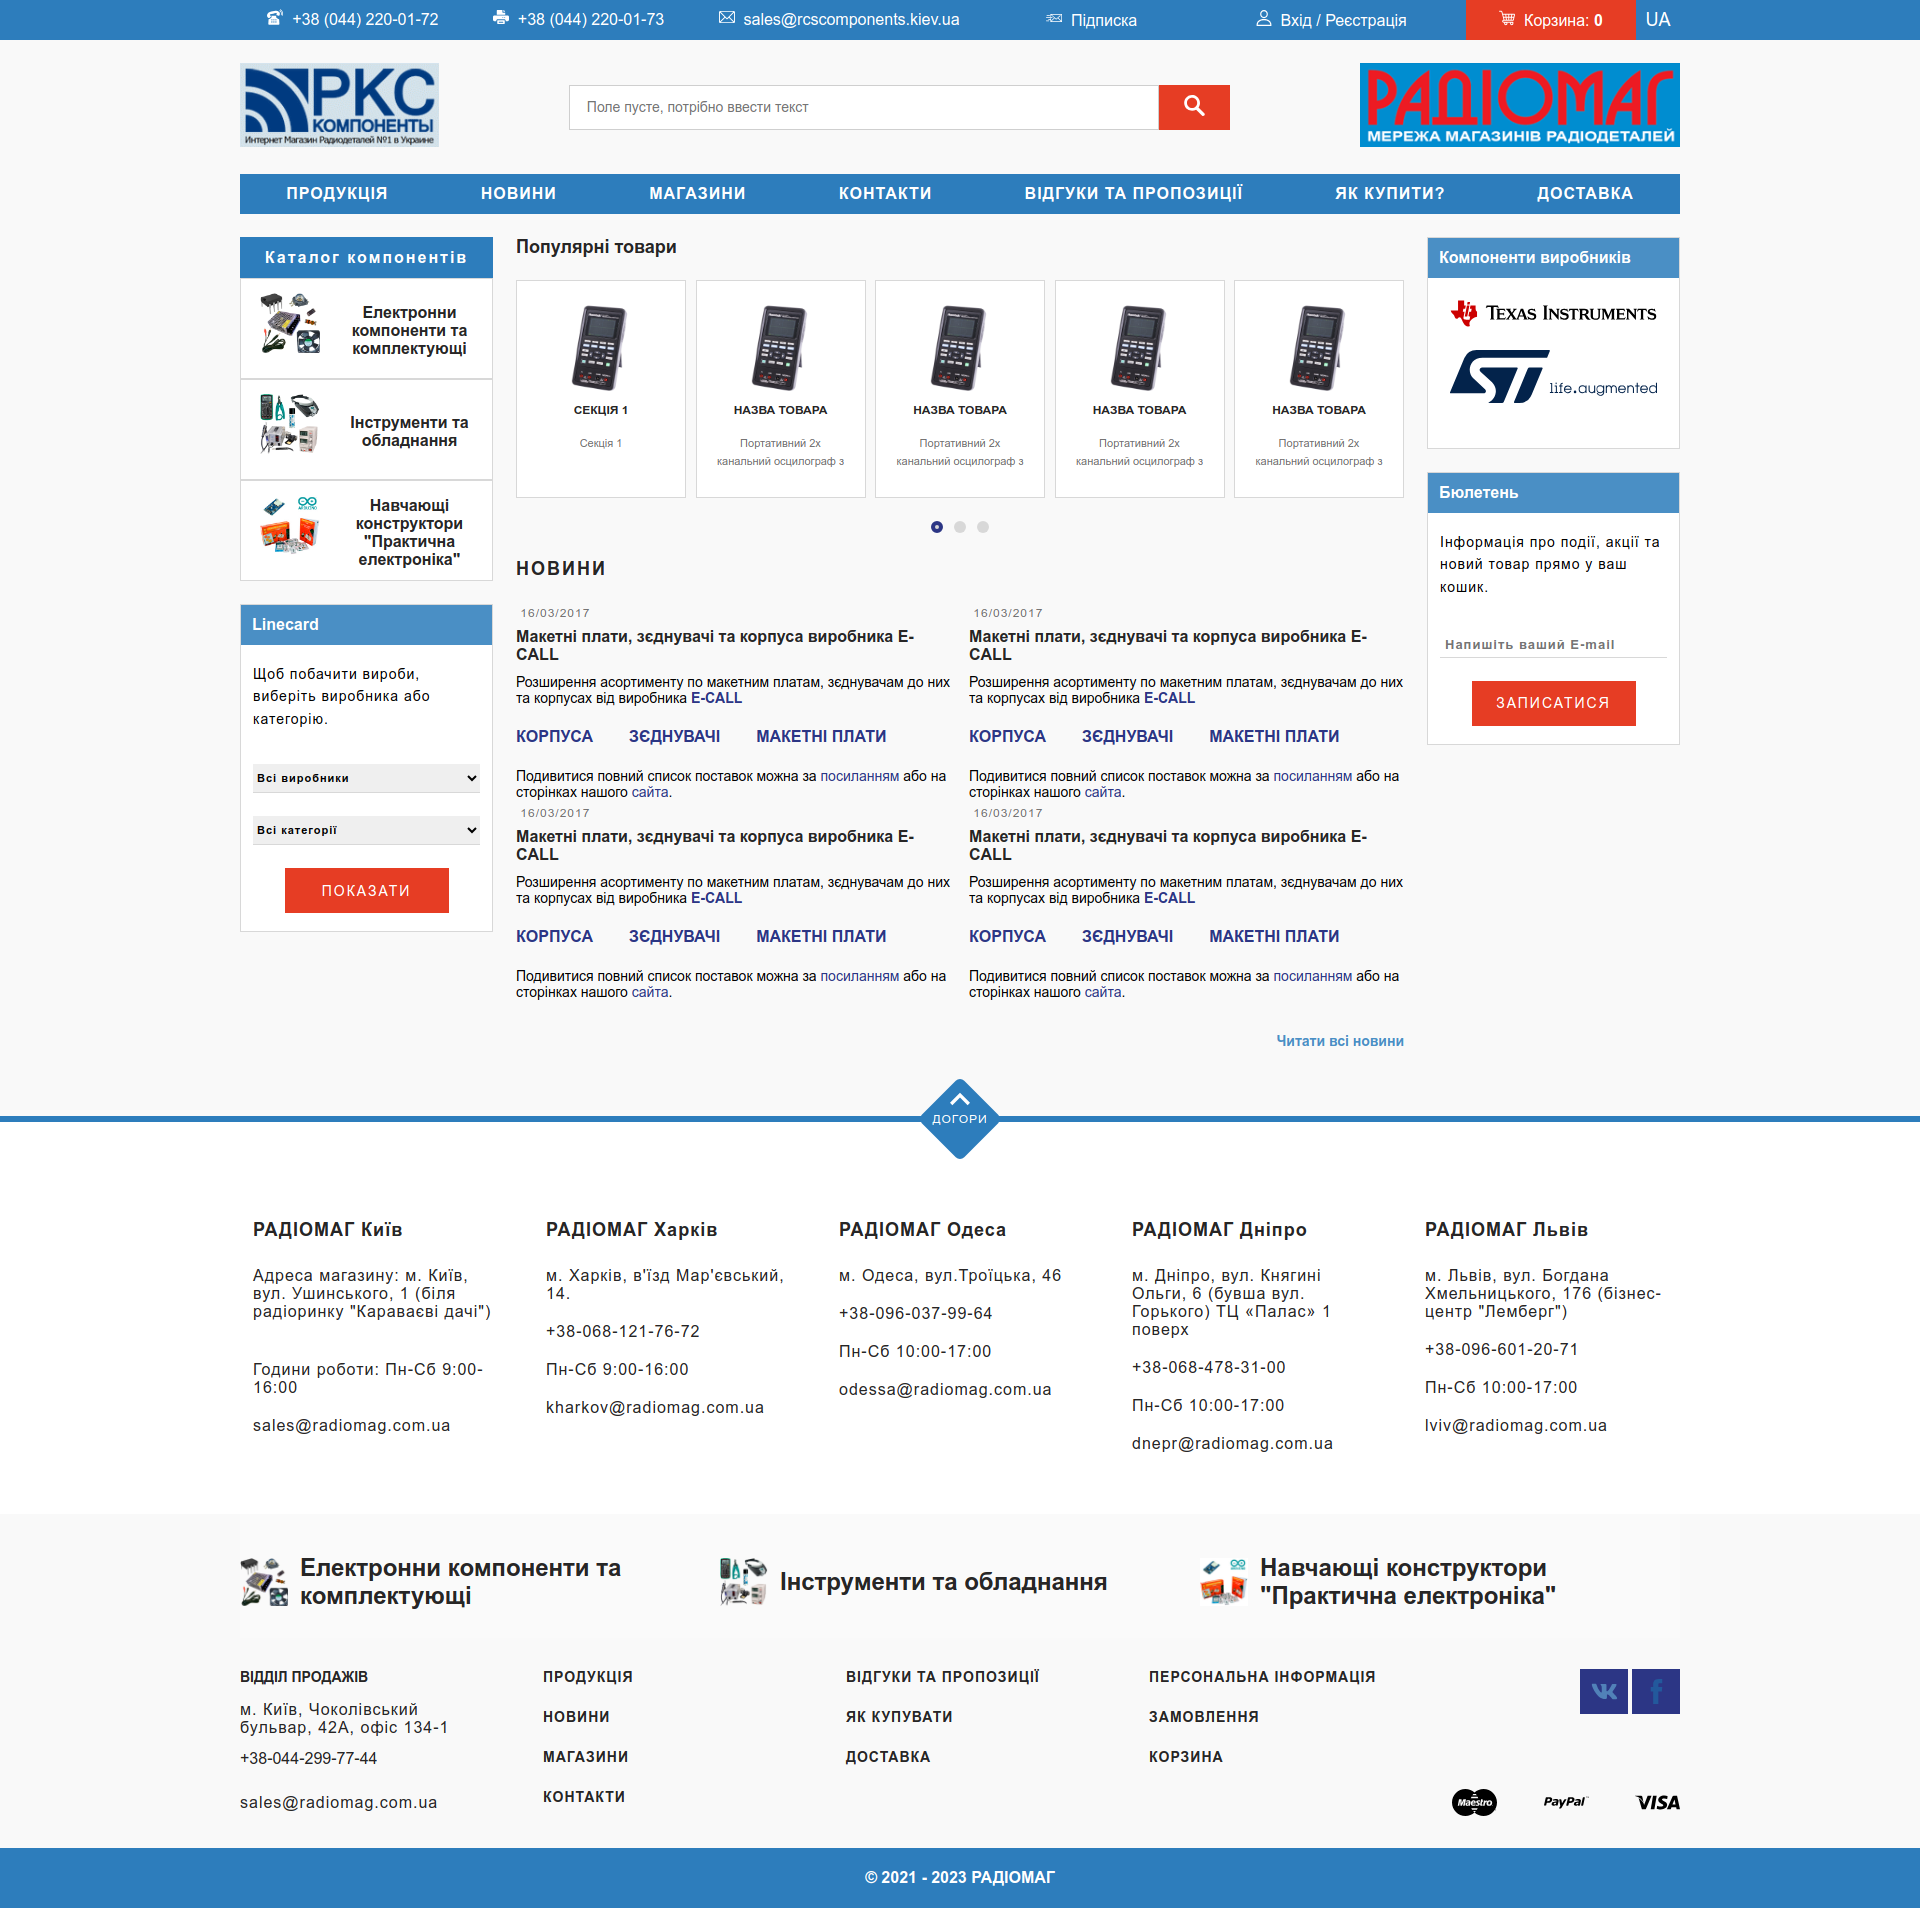 +38 (044) 220-01-72
+38 (044) 220-01-73
sales@rcscomponents.kiev.ua
Підписка
Вхід / Реєстрація
Корзина: 0
UA
РКС
КОМПОНЕНТЫ
Интернет Магазин Радиодеталей №1 в Украине
Поле пусте, потрібно ввести текст
РАДІОМАГ
МЕРЕЖА МАГАЗИНІВ РАДІОДЕТАЛЕЙ
ПРОДУКЦІЯ
НОВИНИ
МАГАЗИНИ
КОНТАКТИ
ВІДГУКИ ТА ПРОПОЗИЦІЇ
ЯК КУПИТИ?
ДОСТАВКА
Каталог компонентів
Електронни
компоненти та
комплектующі
Інструменти та
обладнання
Навчающі
конструктори
"Практична
електроніка"
Linecard
Щоб побачити вироби,
виберіть виробника або
категорію.
Всі виробники
Всі категорії
ПОКАЗАТИ
Популярні товари
СЕКЦІЯ 1
Секція 1
НАЗВА ТОВАРА
Портативний 2х
канальний осцилограф з
НАЗВА ТОВАРА
Портативний 2х
канальний осцилограф з
НАЗВА ТОВАРА
Портативний 2х
канальний осцилограф з
НАЗВА ТОВАРА
Портативний 2х
канальний осцилограф з
НОВИНИ
16/03/2017
Макетні плати, зєднувачі та корпуса виробника E-
CALL
Розширення асортименту по макетним платам, зєднувачам до них
та корпусах від виробника E-CALL
КОРПУСА ЗЄДНУВАЧІ МАКЕТНІ ПЛАТИ
Подивитися повний список поставок можна за посиланням або на
сторінках нашого сайта.
16/03/2017
Макетні плати, зєднувачі та корпуса виробника E-
CALL
Розширення асортименту по макетним платам, зєднувачам до них
та корпусах від виробника E-CALL
КОРПУСА ЗЄДНУВАЧІ МАКЕТНІ ПЛАТИ
Подивитися повний список поставок можна за посиланням або на
сторінках нашого сайта.
16/03/2017
Макетні плати, зєднувачі та корпуса виробника E-
CALL
Розширення асортименту по макетним платам, зєднувачам до них
та корпусах від виробника E-CALL
КОРПУСА ЗЄДНУВАЧІ МАКЕТНІ ПЛАТИ
Подивитися повний список поставок можна за посиланням або на
сторінках нашого сайта.
16/03/2017
Макетні плати, зєднувачі та корпуса виробника E-
CALL
Розширення асортименту по макетним платам, зєднувачам до них
та корпусах від виробника E-CALL
КОРПУСА ЗЄДНУВАЧІ МАКЕТНІ ПЛАТИ
Подивитися повний список поставок можна за посиланням або на
сторінках нашого сайта.
Читати всі новини
Компоненти виробників
TEXAS INSTRUMENTS
ST life.augmented
Бюлетень
Інформація про події, акції та
новий товар прямо у ваш
кошик.
Напишіть ваший E-mail
ЗАПИСАТИСЯ
ДОГОРИ
РАДІОМАГ Київ
Адреса магазину: м. Київ,
вул. Ушинського, 1 (біля
радіоринку "Караваєві дачі")
Години роботи: Пн-Сб 9:00-
16:00
sales@radiomag.com.ua
РАДІОМАГ Харків
м. Харків, в'їзд Мар'євський,
14.
+38-068-121-76-72
Пн-Сб 9:00-16:00
kharkov@radiomag.com.ua
РАДІОМАГ Одеса
м. Одеса, вул.Троїцька, 46
+38-096-037-99-64
Пн-Сб 10:00-17:00
odessa@radiomag.com.ua
РАДІОМАГ Дніпро
м. Дніпро, вул. Княгині
Ольги, 6 (бувша вул.
Горького) ТЦ «Палас» 1
поверх
+38-068-478-31-00
Пн-Сб 10:00-17:00
dnepr@radiomag.com.ua
РАДІОМАГ Львів
м. Львів, вул. Богдана
Хмельницького, 176 (бізнес-
центр "Лемберг")
+38-096-601-20-71
Пн-Сб 10:00-17:00
lviv@radiomag.com.ua
Електронни компоненти та
комплектующі
Інструменти та обладнання
Навчающі конструктори
"Практична електроніка"
ВІДДІЛ ПРОДАЖІВ
м. Київ, Чоколівський
бульвар, 42А, офіс 134-1
+38-044-299-77-44
sales@radiomag.com.ua
ПРОДУКЦІЯ
НОВИНИ
МАГАЗИНИ
КОНТАКТИ
ВІДГУКИ ТА ПРОПОЗИЦІЇ
ЯК КУПУВАТИ
ДОСТАВКА
ПЕРСОНАЛЬНА ІНФОРМАЦІЯ
ЗАМОВЛЕННЯ
КОРЗИНА
Maestro
PayPal
VISA
© 2021 - 2023 РАДІОМАГ